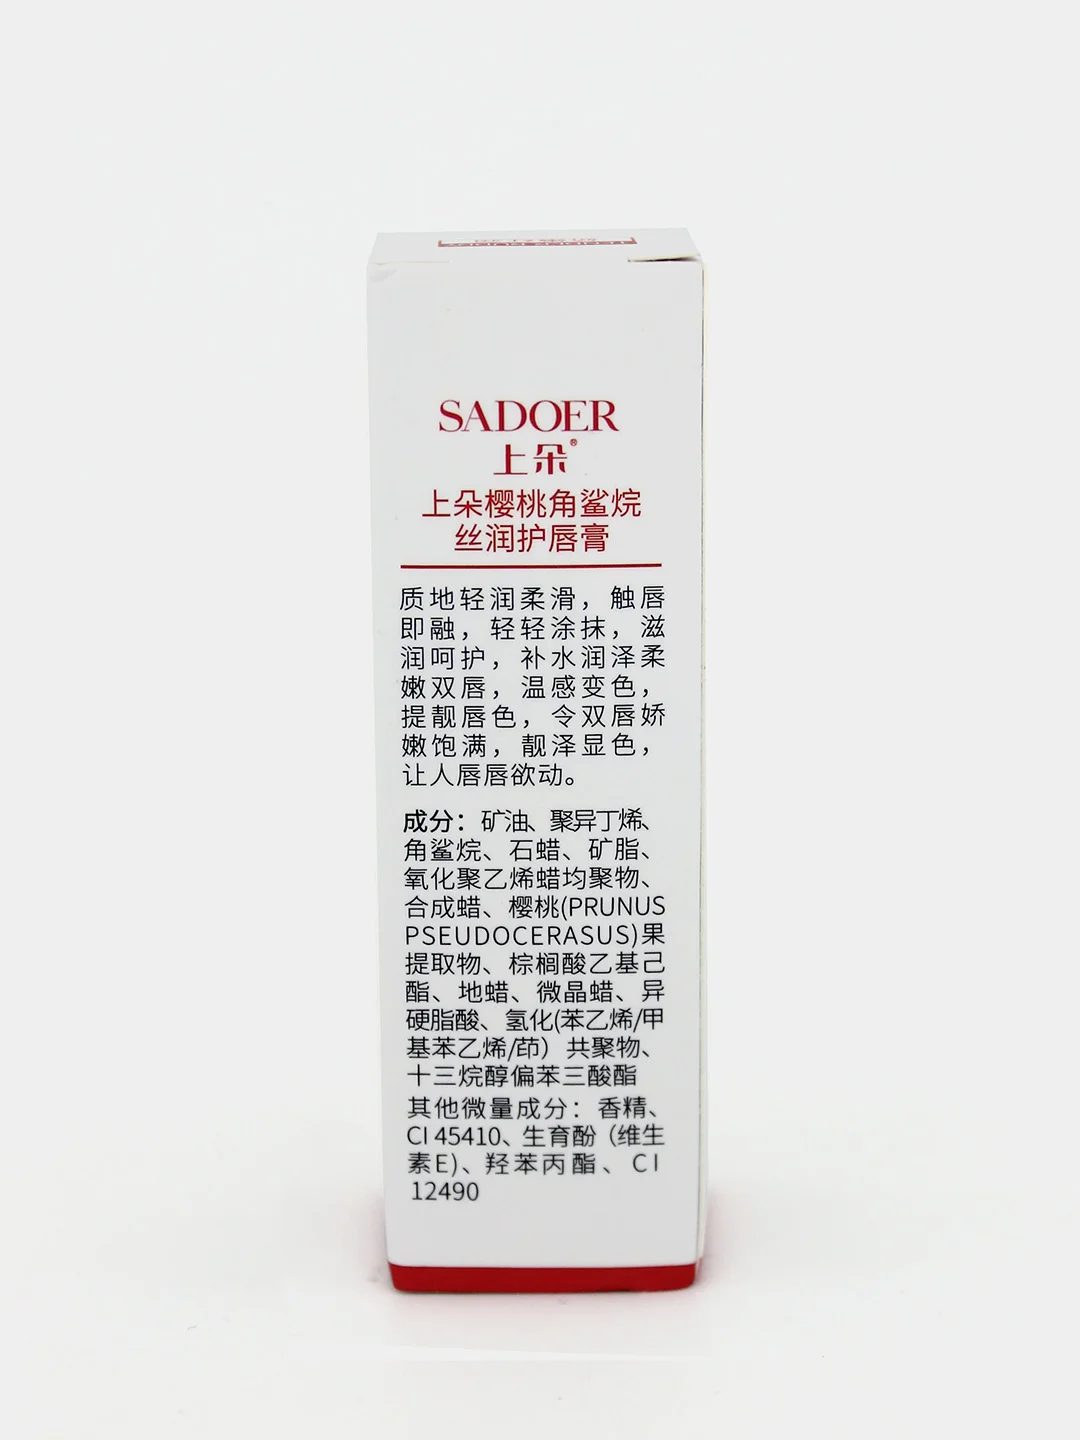 SADOER
上朵®
上朵樱桃角鲨烷
丝润护唇膏
质地轻润柔滑，触唇
即融，轻轻涂抹，滋
润呵护，补水润泽柔
嫩双唇，温感变色，
提靓唇色，令双唇娇
嫩饱满，靓泽显色，
让人唇唇欲动。
成分：矿油、聚异丁烯、
角鲨烷、石蜡、矿脂、
氧化聚乙烯蜡均聚物、
合成蜡、樱桃(PRUNUS
PSEUDOCERASUS)果
提取物、棕榈酸乙基己
酯、地蜡、微晶蜡、异
硬脂酸、氢化(苯乙烯/甲
基苯乙烯/茚）共聚物、
十三烷醇偏苯三酸酯
其他微量成分：香精、
CI 45410、生育酚（维生
素E)、羟苯丙酯、CI
12490